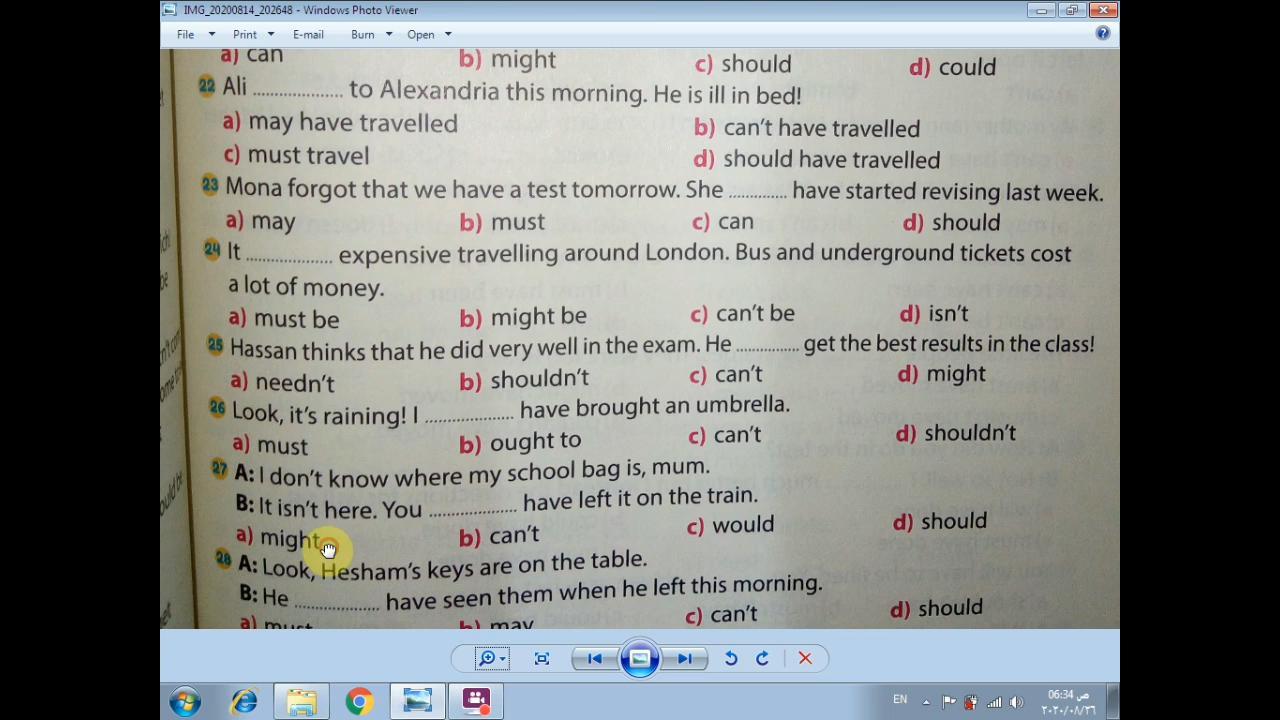 IMG_20200814_202648 - Windows Photo Viewer
File Print E-mail Burn Open
a) can b) might c) should d) could
22 Ali .................. to Alexandria this morning. He is ill in bed!
a) may have travelled b) can't have travelled
c) must travel d) should have travelled
23 Mona forgot that we have a test tomorrow. She ............ have started revising last week.
a) may b) must c) can d) should
24 It .................. expensive travelling around London. Bus and underground tickets cost
a lot of money.
a) must be b) might be c) can't be d) isn't
25 Hassan thinks that he did very well in the exam. He ............. get the best results in the class!
a) needn't b) shouldn't c) can't d) might
26 Look, it's raining! I .................. have brought an umbrella.
a) must b) ought to c) can't d) shouldn't
27 A: I don't know where my school bag is, mum.
B: It isn't here. You .................. have left it on the train.
a) might b) can't c) would d) should
28 A: Look, Hesham's keys are on the table.
B: He .................. have seen them when he left this morning.
a) must b) may c) can't d) should
EN
06:34 ص
٢٠٢٠/٠٨/٢٦